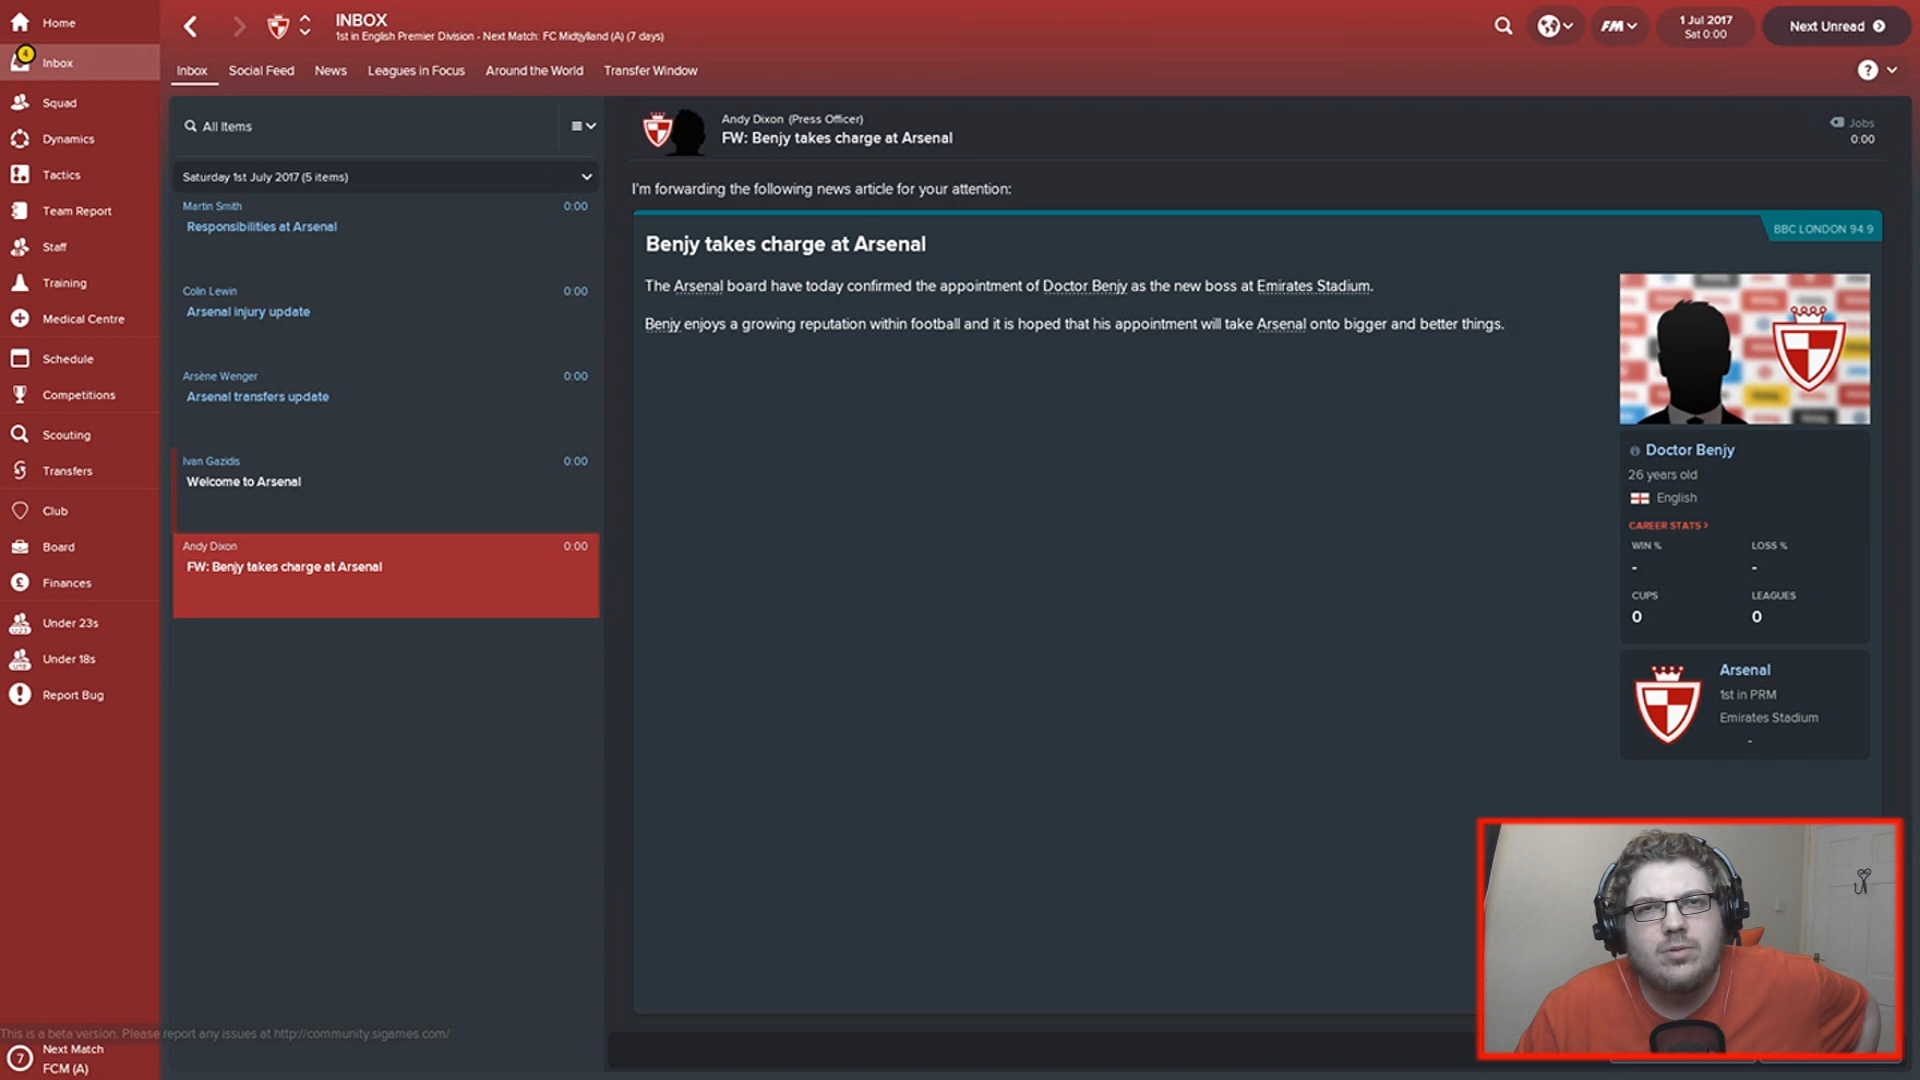 Home
4
Inbox
Squad
Dynamics
Tactics
Team Report
Staff
Training
Medical Centre
Schedule
Competitions
Scouting
Transfers
Club
Board
Finances
Under 23s
Under 18s
Report Bug
INBOX
1st in English Premier Division - Next Match: FC Midtjylland (A) (7 days)
FM
1 Jul 2017
Sat 0:00
Next Unread
Inbox
Social Feed
News
Leagues in Focus
Around the World
Transfer Window
?
All Items
Saturday 1st July 2017 (5 items)
Martin Smith 0:00
Responsibilities at Arsenal
Colin Lewin 0:00
Arsenal injury update
Arsène Wenger 0:00
Arsenal transfers update
Ivan Gazidis 0:00
Welcome to Arsenal
Andy Dixon 0:00
FW: Benjy takes charge at Arsenal
Andy Dixon (Press Officer)
FW: Benjy takes charge at Arsenal
Jobs
0:00
I'm forwarding the following news article for your attention:
BBC LONDON 94.9
Benjy takes charge at Arsenal
The Arsenal board have today confirmed the appointment of Doctor Benjy as the new boss at Emirates Stadium.
Benjy enjoys a growing reputation within football and it is hoped that his appointment will take Arsenal onto bigger and better things.
Doctor Benjy
26 years old
English
CAREER STATS >
WIN % LOSS %
- -
CUPS LEAGUES
0 0
Arsenal
1st in PRM
Emirates Stadium
-
This is a beta version. Please report any issues at http://community.sigames.com/
7
Next Match
FCM (A)